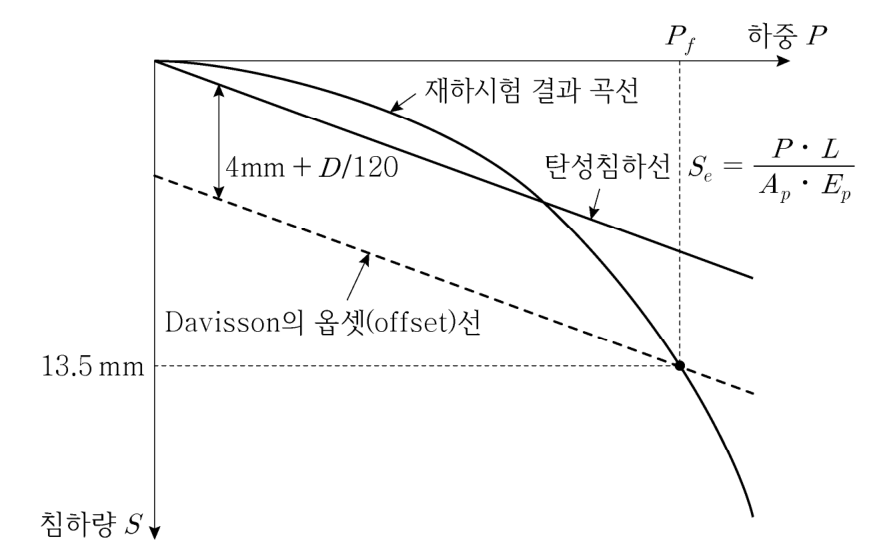 P_f
하중 P
재하시험 결과 곡선
4mm + D/120
탄성침하선
S_e = P · L / A_p · E_p
Davisson의 옵셋(offset)선
13.5 mm
침하량 S